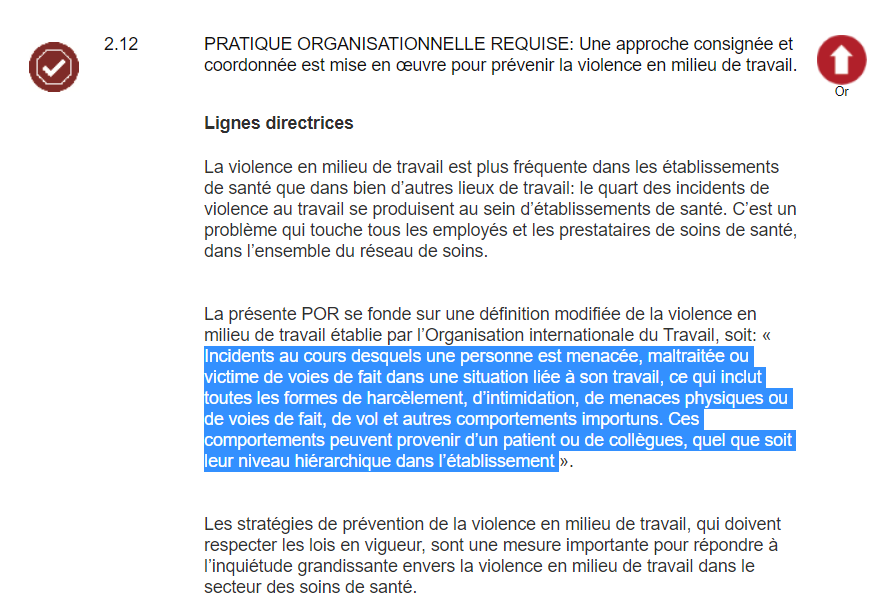 2.12
PRATIQUE ORGANISATIONNELLE REQUISE: Une approche consignée et
coordonnée est mise en œuvre pour prévenir la violence en milieu de travail.
Or
Lignes directrices
La violence en milieu de travail est plus fréquente dans les établissements
de santé que dans bien d’autres lieux de travail: le quart des incidents de
violence au travail se produisent au sein d’établissements de santé. C’est un
problème qui touche tous les employés et les prestataires de soins de santé,
dans l’ensemble du réseau de soins.
La présente POR se fonde sur une définition modifiée de la violence en
milieu de travail établie par l’Organisation internationale du Travail, soit: «
Incidents au cours desquels une personne est menacée, maltraitée ou
victime de voies de fait dans une situation liée à son travail, ce qui inclut
toutes les formes de harcèlement, d’intimidation, de menaces physiques ou
de voies de fait, de vol et autres comportements importuns. Ces
comportements peuvent provenir d’un patient ou de collègues, quel que soit
leur niveau hiérarchique dans l’établissement ».
Les stratégies de prévention de la violence en milieu de travail, qui doivent
respecter les lois en vigueur, sont une mesure importante pour répondre à
l’inquiétude grandissante envers la violence en milieu de travail dans le
secteur des soins de santé.